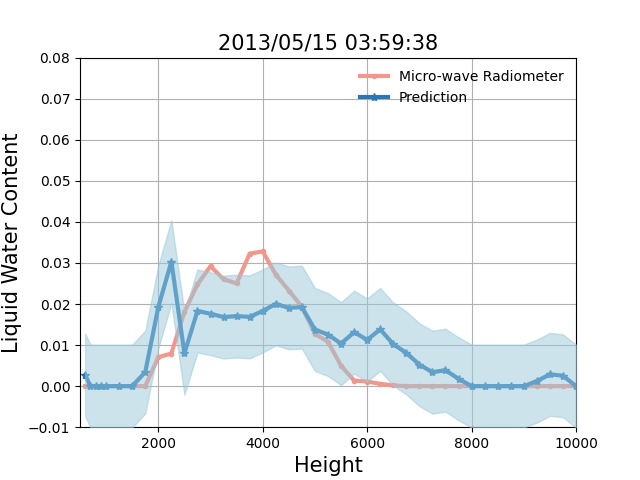 2013/05/15 03:59:38
Micro-wave Radiometer
Prediction
Liquid Water Content
0.08
0.07
0.06
0.05
0.04
0.03
0.02
0.01
0.00
−0.01
2000 4000 6000 8000 10000
Height